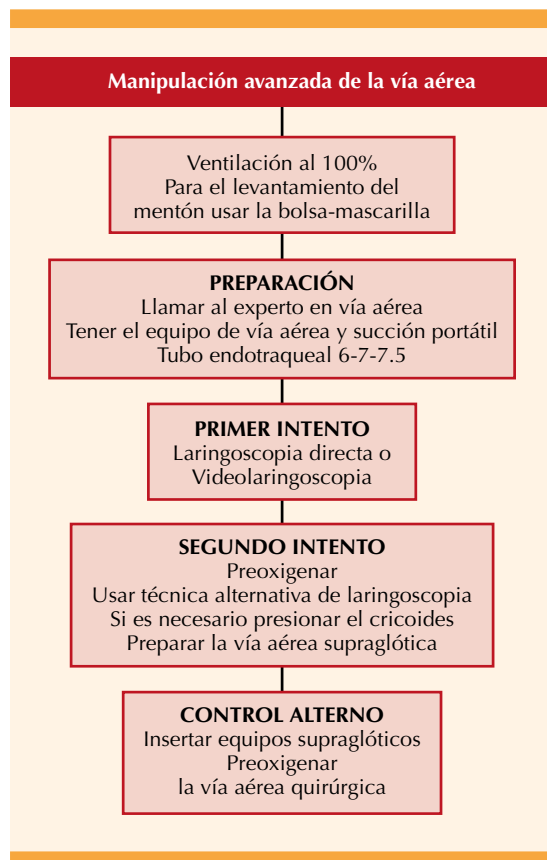 Manipulación avanzada de la vía aérea
Ventilación al 100%
Para el levantamiento del
mentón usar la bolsa-mascarilla
PREPARACIÓN
Llamar al experto en vía aérea
Tener el equipo de vía aérea y succión portátil
Tubo endotraqueal 6-7-7.5
PRIMER INTENTO
Laringoscopia directa o
Videolaringoscopia
SEGUNDO INTENTO
Preoxigenar
Usar técnica alternativa de laringoscopia
Si es necesario presionar el cricoides
Preparar la vía aérea supraglótica
CONTROL ALTERNO
Insertar equipos supraglóticos
Preoxigenar
la vía aérea quirúrgica